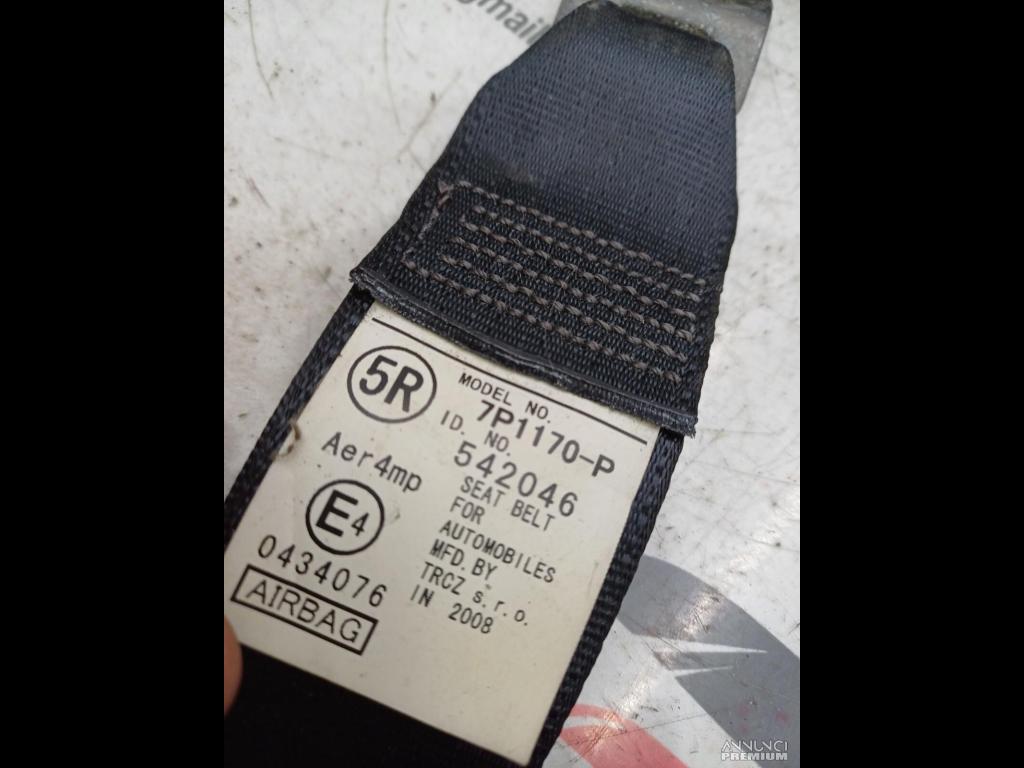 gmail
5R
MODEL NO.
7P1170-P
ID. NO.
542046
SEAT BELT
FOR
AUTOMOBILES
MFD. BY
TRCZ s.r.o.
IN 2008
Aer4mp
E4
0434076
AIRBAG
ANNUNCI
PREMIUM